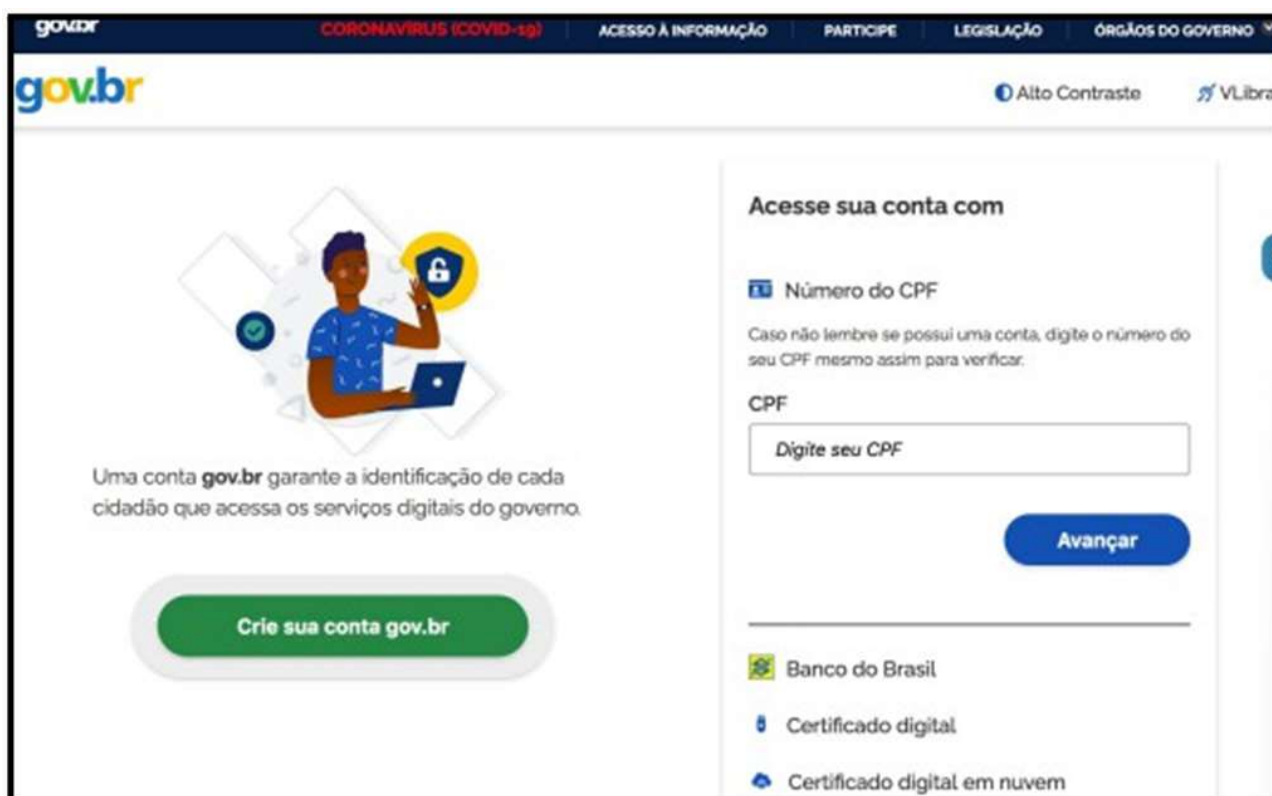 gov.br
CORONAVÍRUS (COVID-19)
ACESSO À INFORMAÇÃO
PARTICIPE
LEGISLAÇÃO
ÓRGÃOS DO GOVERNO
gov.br
Alto Contraste
VLibra
Uma conta gov.br garante a identificação de cada
cidadão que acessa os serviços digitais do governo.
Crie sua conta gov.br
Acesse sua conta com
Número do CPF
Caso não lembre se possui uma conta, digite o número do
seu CPF mesmo assim para verificar.
CPF
Digite seu CPF
Avançar
Banco do Brasil
Certificado digital
Certificado digital em nuvem